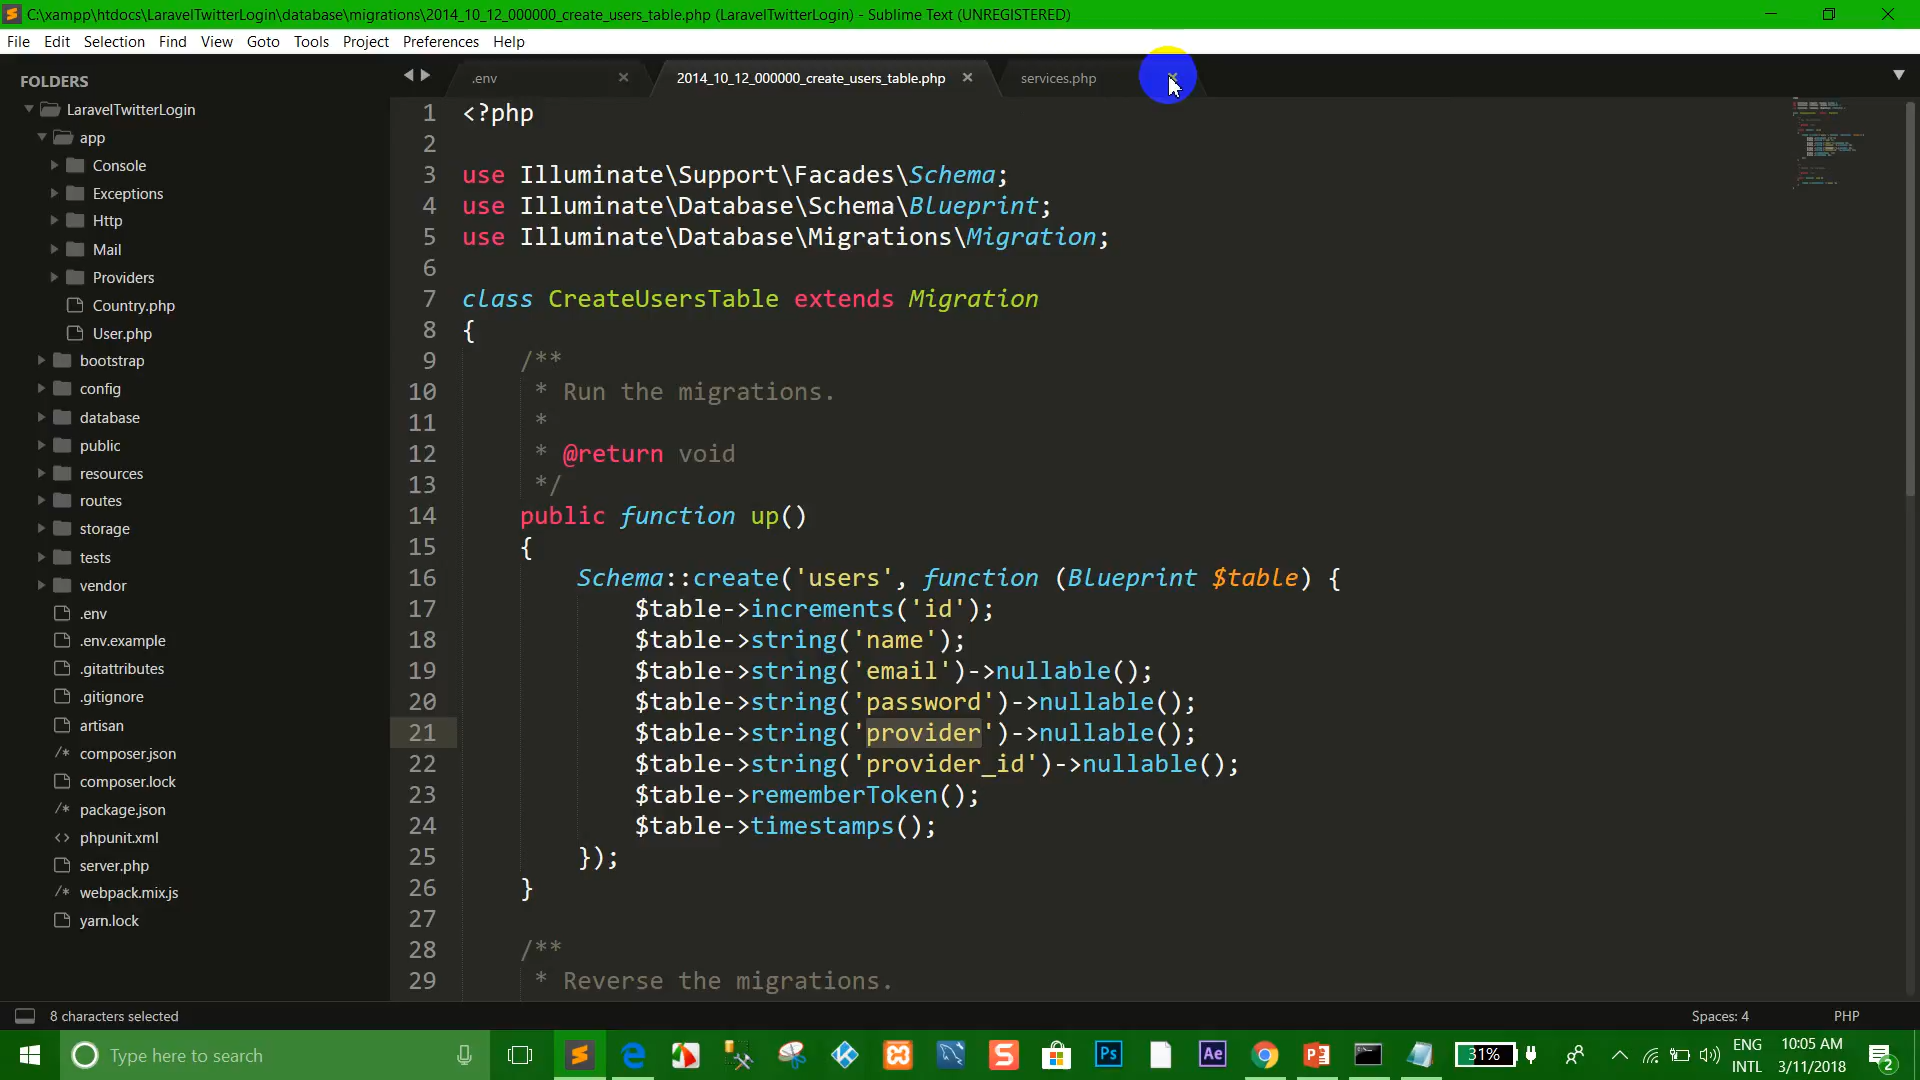 C:\xampp\htdocs\LaravelTwitterLogin\database\migrations\2014_10_12_000000_create_users_table.php (LaravelTwitterLogin) - Sublime Text (UNREGISTERED)
File Edit Selection Find View Goto Tools Project Preferences Help
FOLDERS
LaravelTwitterLogin
app
Console
Exceptions
Http
Mail
Providers
Country.php
User.php
bootstrap
config
database
public
resources
routes
storage
tests
vendor
.env
.env.example
.gitattributes
.gitignore
artisan
/* composer.json
composer.lock
/* package.json
<> phpunit.xml
server.php
/* webpack.mix.js
yarn.lock
.env 2014_10_12_000000_create_users_table.php services.php
1 <?php
2
3 use Illuminate\Support\Facades\Schema;
4 use Illuminate\Database\Schema\Blueprint;
5 use Illuminate\Database\Migrations\Migration;
6
7 class CreateUsersTable extends Migration
8 {
9 /**
10 * Run the migrations.
11 *
12 * @return void
13 */
14 public function up()
15 {
16 Schema::create('users', function (Blueprint $table) {
17 $table->increments('id');
18 $table->string('name');
19 $table->string('email')->nullable();
20 $table->string('password')->nullable();
21 $table->string('provider')->nullable();
22 $table->string('provider_id')->nullable();
23 $table->rememberToken();
24 $table->timestamps();
25 });
26 }
27
28 /**
29 * Reverse the migrations.
8 characters selected Spaces: 4 PHP
Type here to search
Ps
Ae
31%
ENG
INTL
10:05 AM
3/11/2018
2